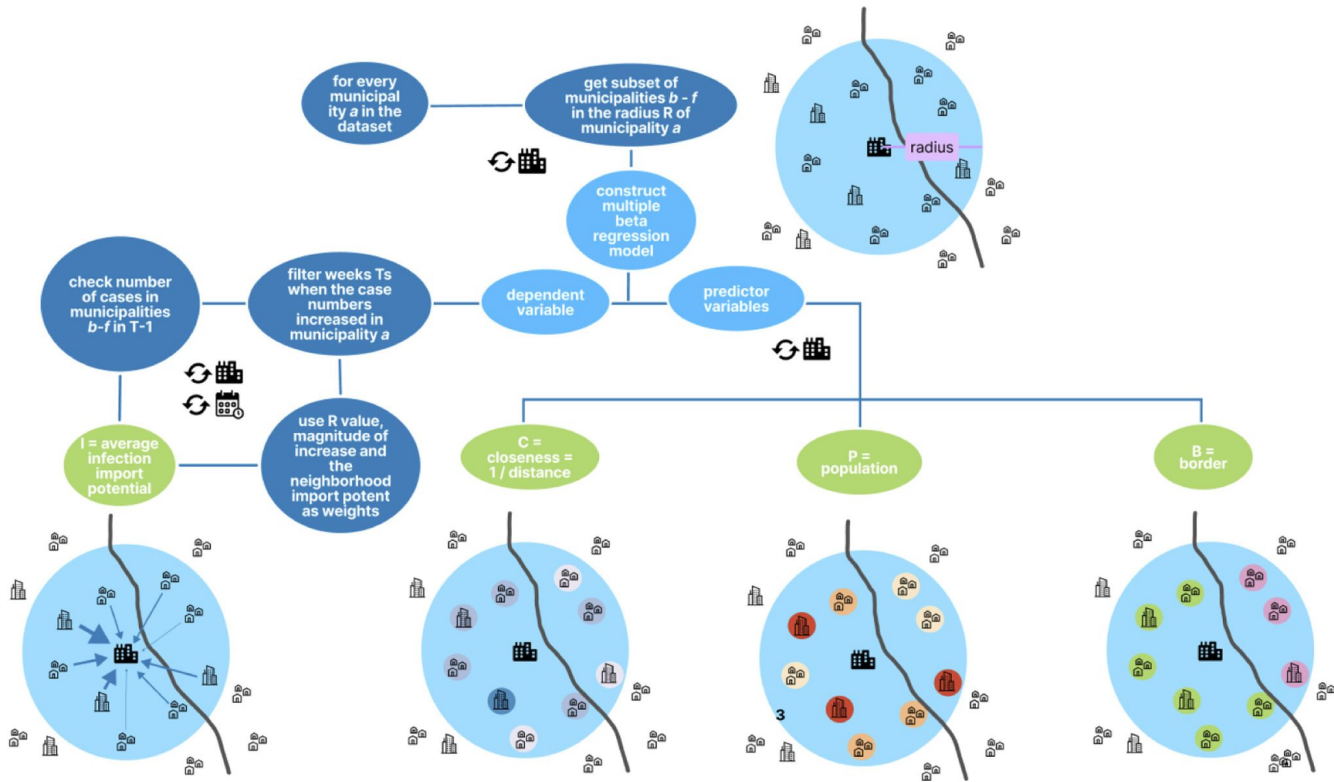 for every
municipal
ity a in the
dataset
get subset of
municipalities b - f
in the radius R of
municipality a
radius
construct
multiple
beta
regression
model
check number
of cases in
municipalities
b-f in T-1
filter weeks Ts
when the case
numbers
increased in
municipality a
dependent
variable
predictor
variables
I = average
infection
import
potential
use R value,
magnitude of
increase and
the
neighborhood
import potent
as weights
C =
closeness =
1 / distance
P =
population
B =
border
3